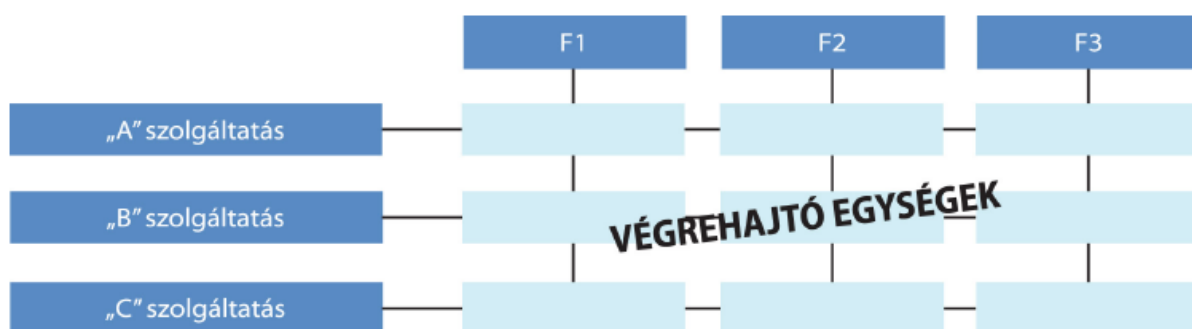 F1 F2 F3
„A” szolgáltatás
„B” szolgáltatás
VÉGREHAJTÓ EGYSÉGEK
„C” szolgáltatás